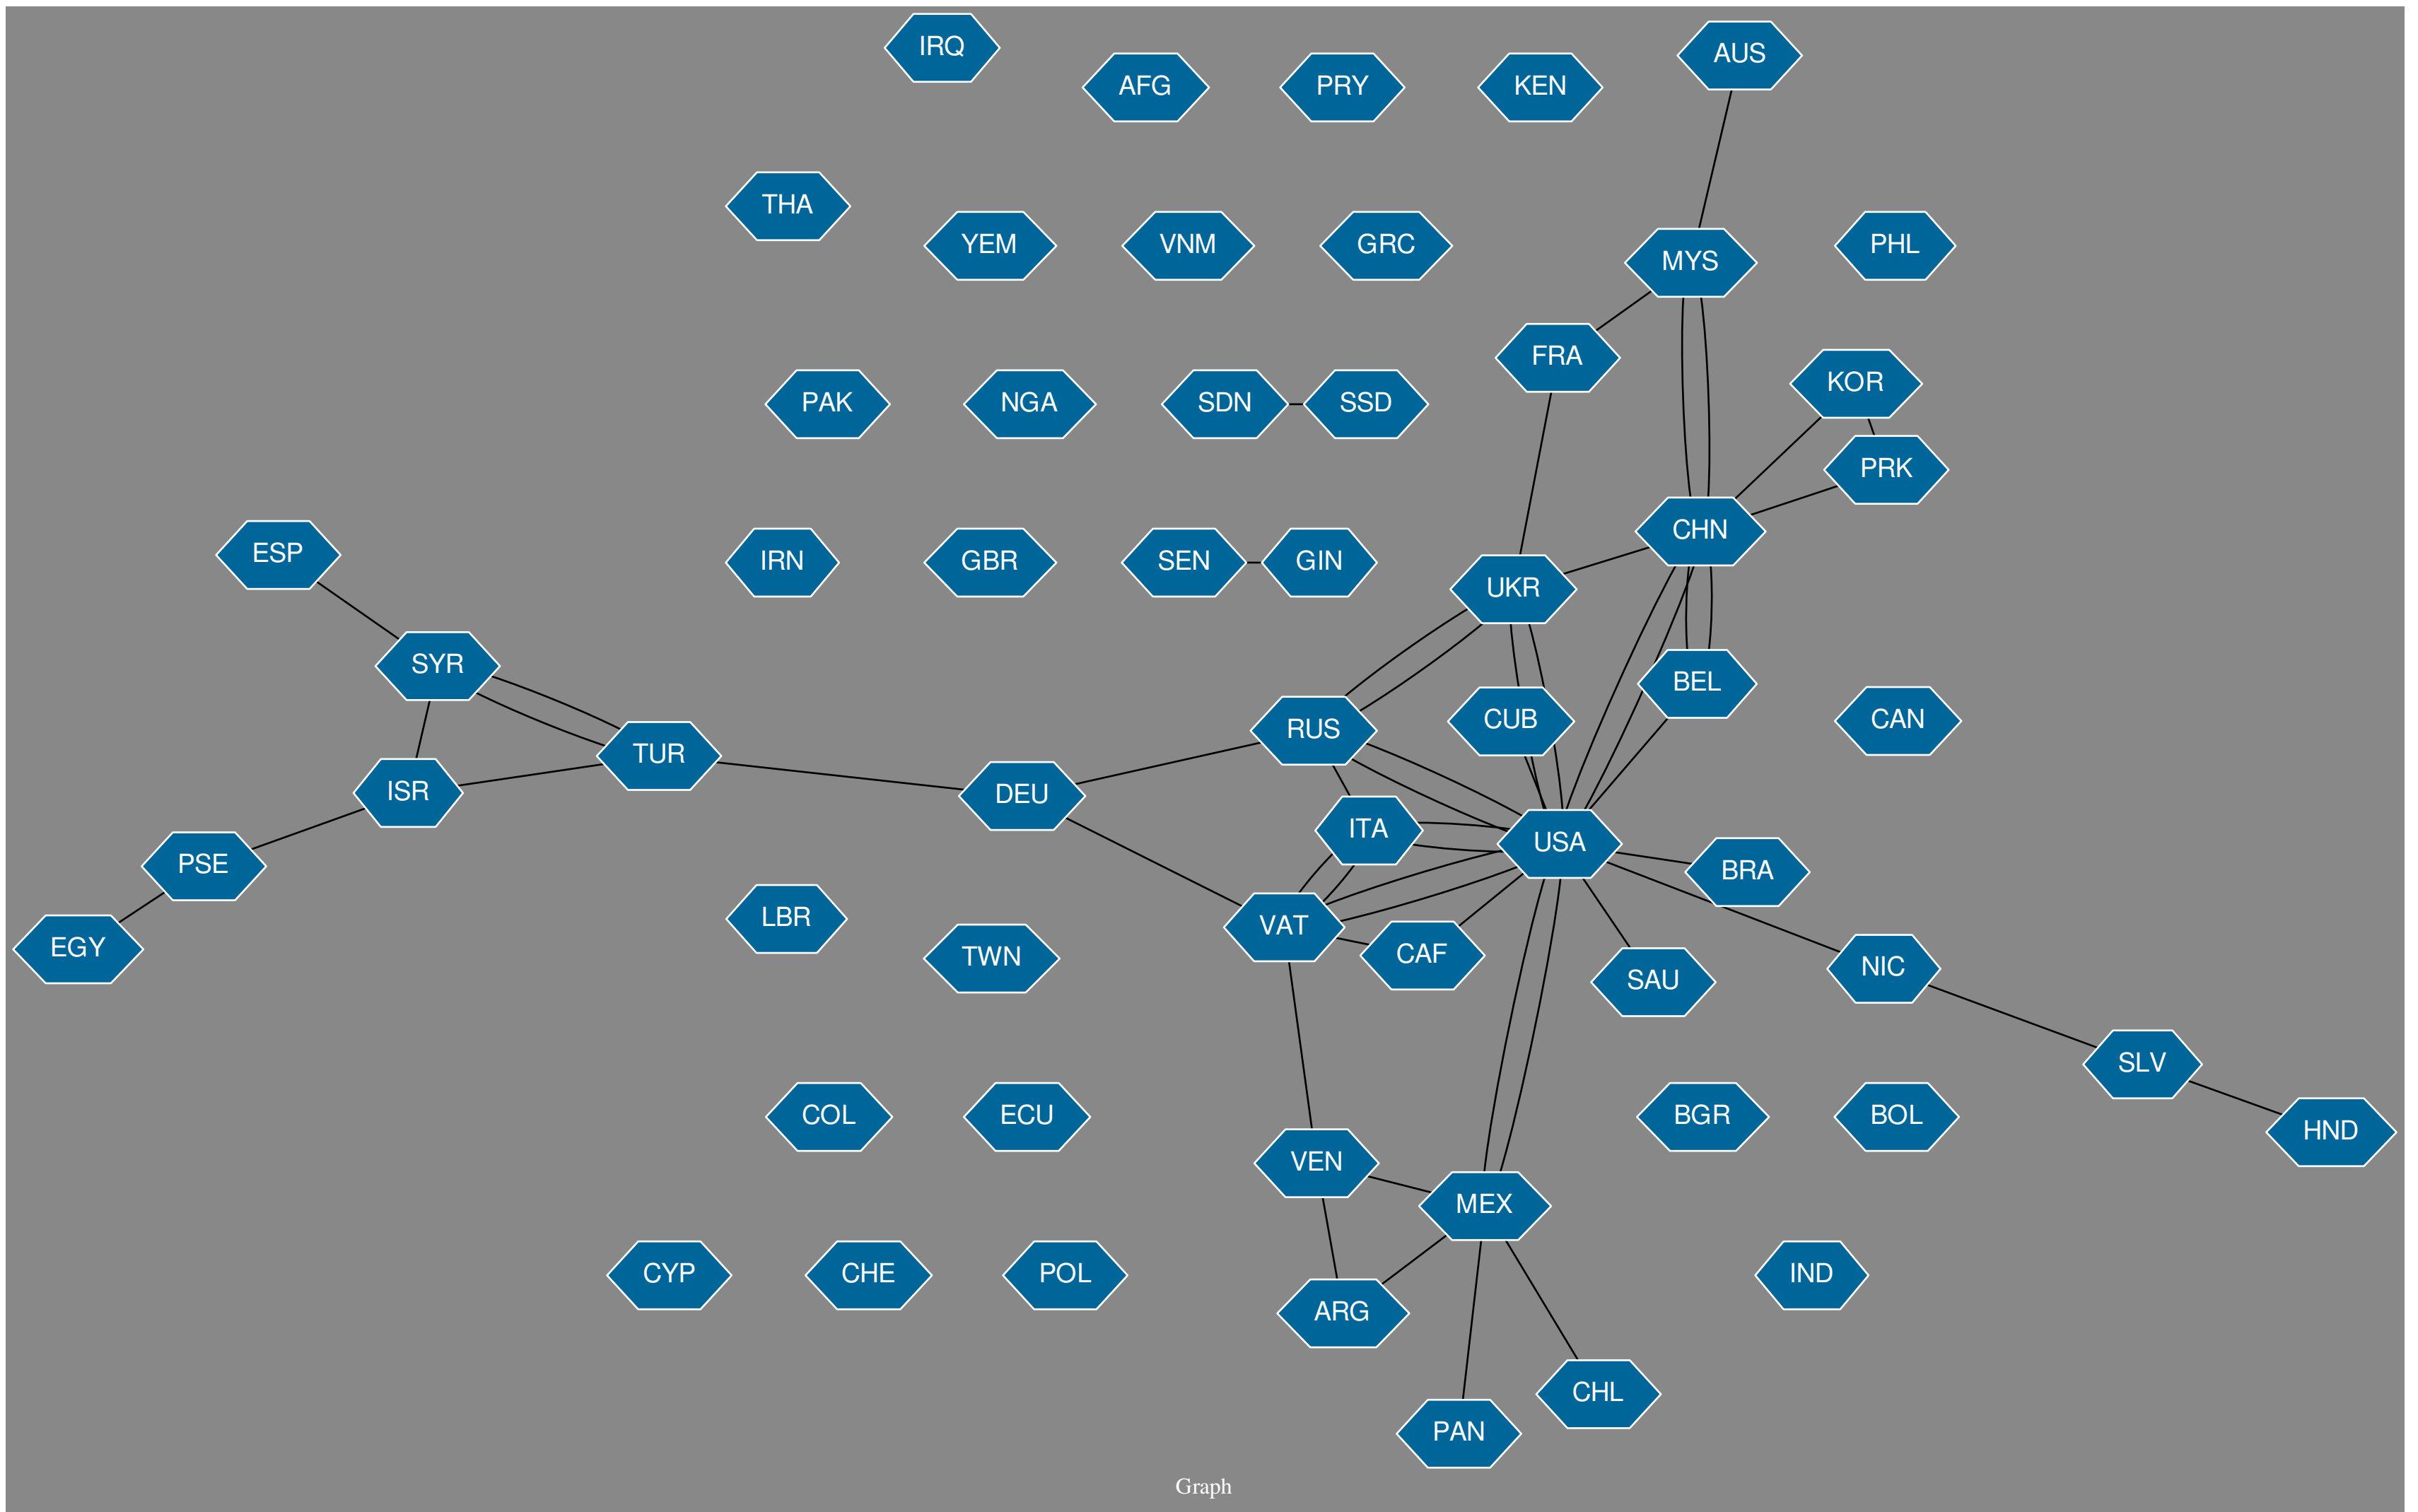 IRQ
AUS
AFG
PRY
KEN
THA
YEM
VNM
GRC
MYS
PHL
FRA
KOR
PAK
NGA
SDN
SSD
PRK
CHN
ESP
IRN
GBR
SEN
GIN
UKR
SYR
BEL
CUB
CAN
RUS
TUR
ISR
DEU
ITA
USA
PSE
BRA
LBR
VAT
EGY
TWN
CAF
NIC
SAU
SLV
COL
ECU
BGR
BOL
HND
VEN
MEX
CYP
CHE
POL
IND
ARG
CHL
PAN
Graph